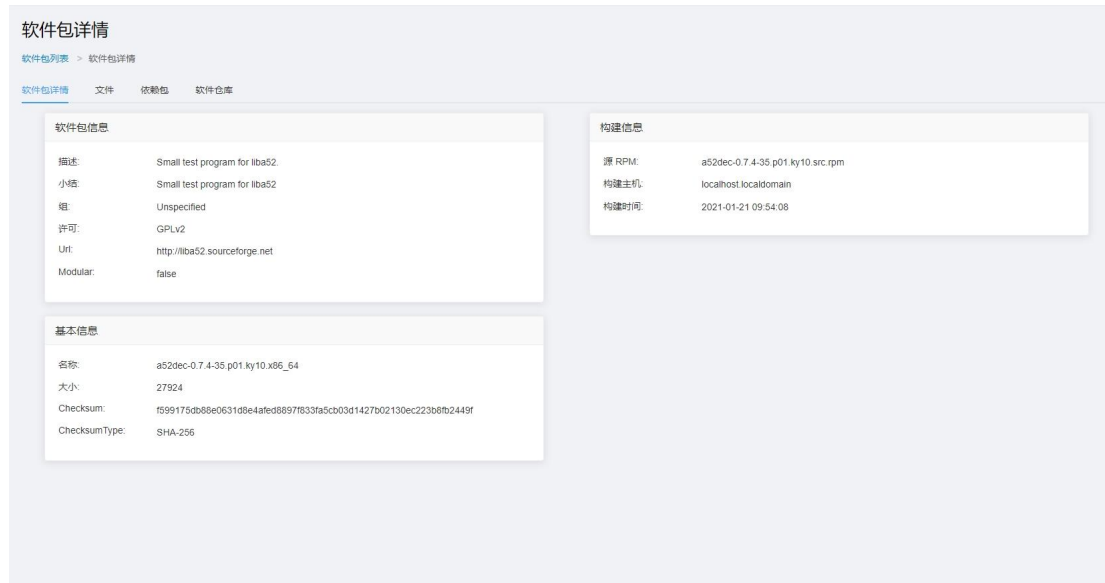 软件包详情
软件包列表 > 软件包详情
软件包详情 文件 依赖包 软件仓库
软件包信息
描述: Small test program for liba52.
小结: Small test program for liba52
组: Unspecified
许可: GPLv2
Url: http://liba52.sourceforge.net
Modular: false
构建信息
源 RPM: a52dec-0.7.4-35.p01.ky10.src.rpm
构建主机: localhost.localdomain
构建时间: 2021-01-21 09:54:08
基本信息
名称: a52dec-0.7.4-35.p01.ky10.x86_64
大小: 27924
Checksum: f599175db88e0631d8e4afed8897f833fa5cb03d1427b02130ec223b8fb2449f
ChecksumType: SHA-256